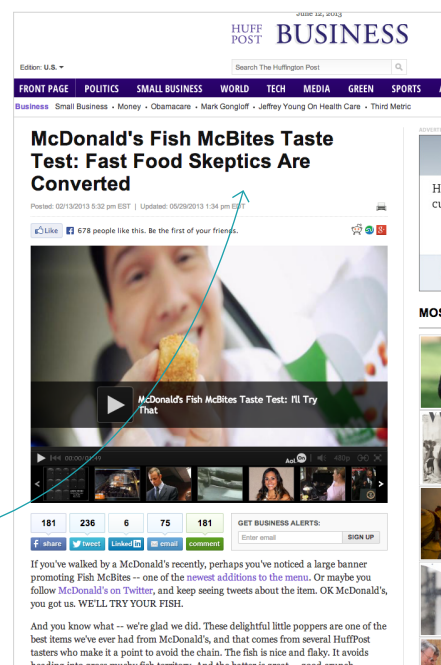 June 12, 2013
HUFF POST BUSINESS
Edition: U.S.
Search The Huffington Post
FRONT PAGE POLITICS SMALL BUSINESS WORLD TECH MEDIA GREEN SPORTS
Business Small Business • Money • Obamacare • Mark Gongloff • Jeffrey Young On Health Care • Third Metric
McDonald's Fish McBites Taste
Test: Fast Food Skeptics Are
Converted
Posted: 02/13/2013 5:32 pm EST | Updated: 05/29/2013 1:34 pm EDT
Like 678 people like this. Be the first of your friends.
McDonald's Fish McBites Taste Test: I'll Try
That
00:00/01:49 Aol On 480p
181 236 6 75 181 GET BUSINESS ALERTS:
share tweet Linked in email comment Enter email SIGN UP
If you've walked by a McDonald's recently, perhaps you've noticed a large banner
promoting Fish McBites -- one of the newest additions to the menu. Or maybe you
follow McDonald's on Twitter, and keep seeing tweets about the item. OK McDonald's,
you got us. WE'LL TRY YOUR FISH.
And you know what -- we're glad we did. These delightful little poppers are one of the
best items we've ever had from McDonald's, and that comes from several HuffPost
tasters who make it a point to avoid the chain. The fish is nice and flaky. It avoids
MOS